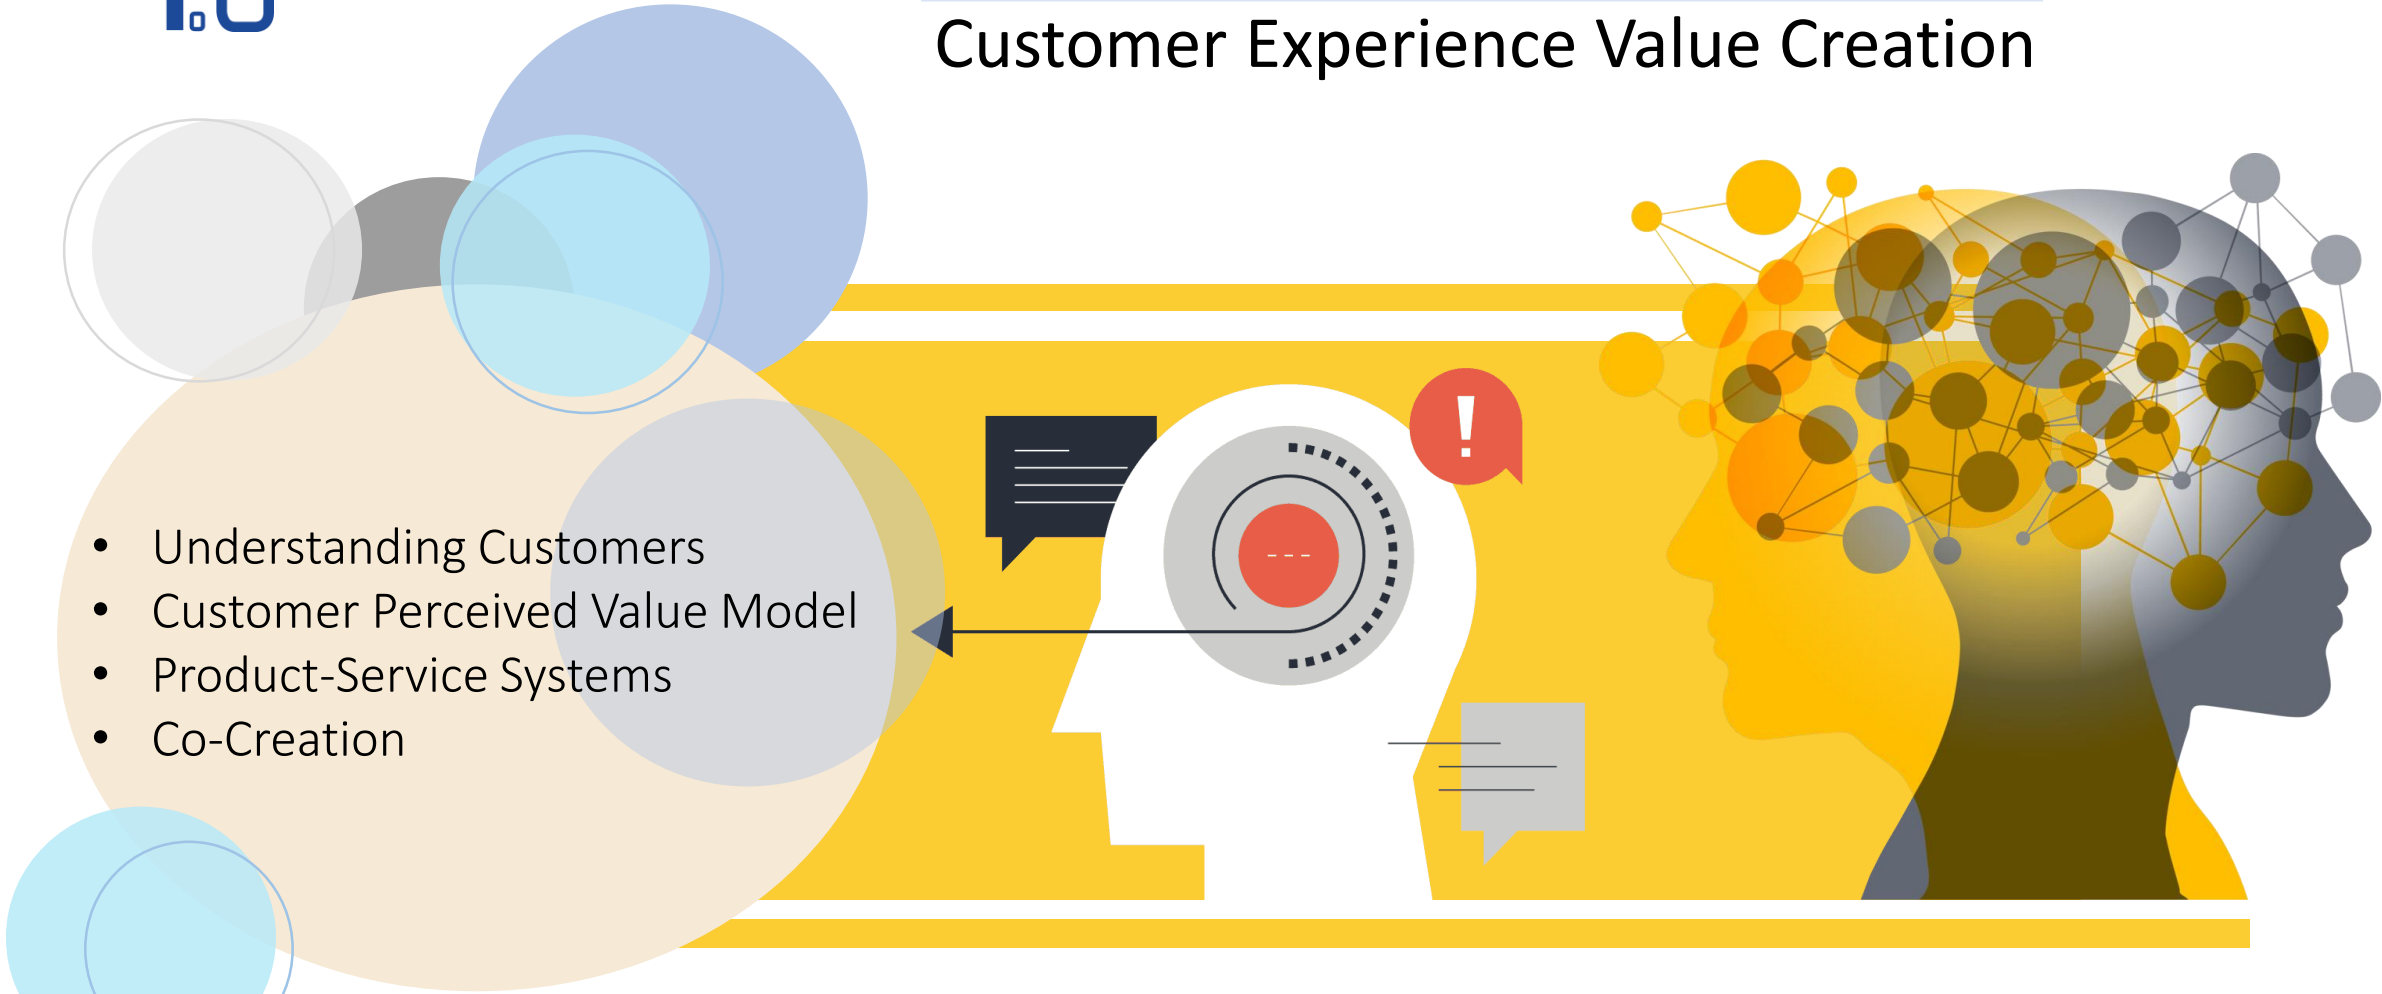 Customer Experience Value Creation
• Understanding Customers
• Customer Perceived Value Model
• Product-Service Systems
• Co-Creation
!